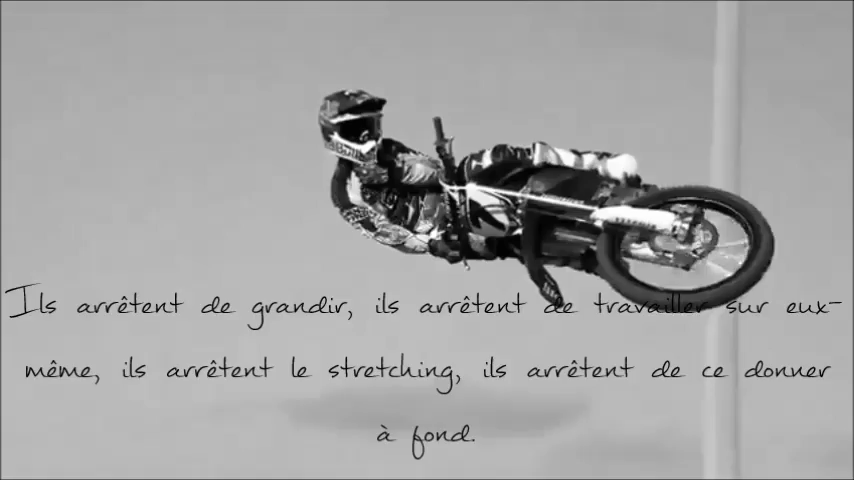 Ils arrêtent de grandir, ils arrêtent de travailler sur eux-
même, ils arrêtent le stretching, ils arrêtent de ce donner
à fond.